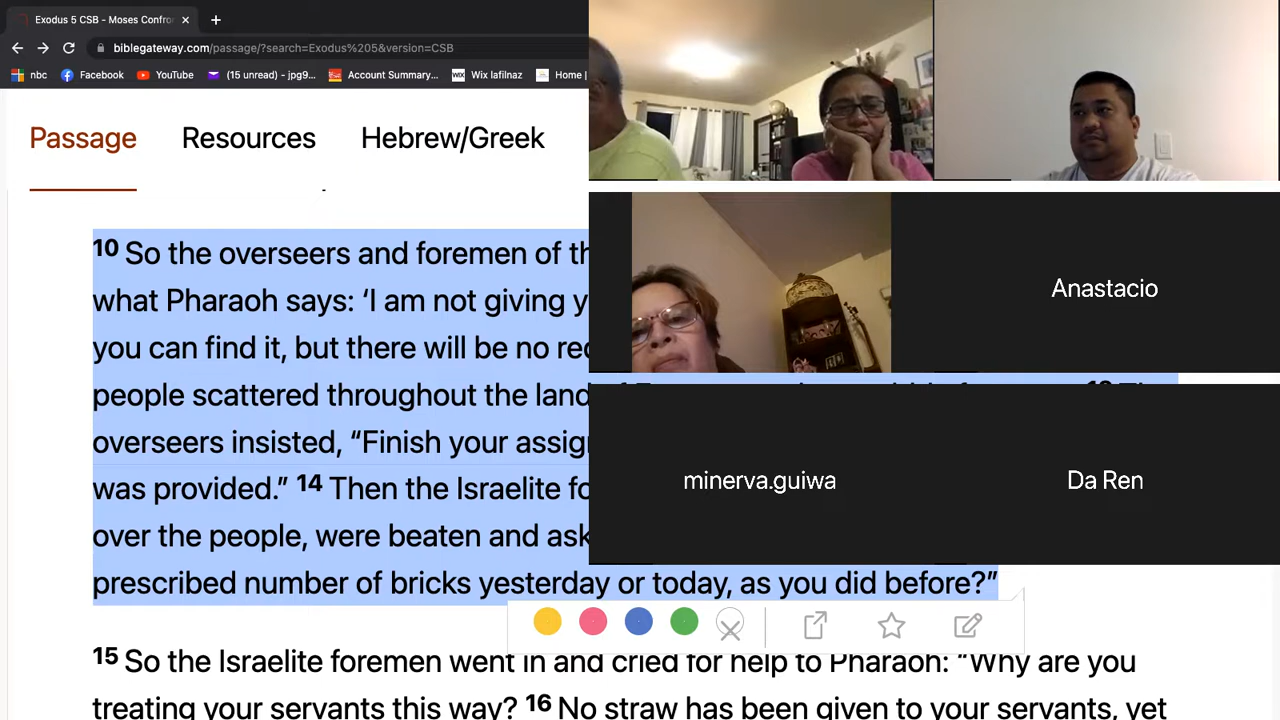 Exodus 5 CSB - Moses Confro
biblegateway.com/passage/?search=Exodus%205&version=CSB
nbc Facebook YouTube (15 unread) - jpg9... Account Summary... WIX Wix lafilnaz Home |
Passage Resources Hebrew/Greek
10 So the overseers and foremen of th
what Pharaoh says: ‘I am not giving y
you can find it, but there will be no
people scattered throughout the land
overseers insisted, “Finish your assig
was provided.” 14 Then the Israelite fo
over the people, were beaten and ask
prescribed number of bricks yesterday or today, as you did before?”
15 So the Israelite foremen went in and cried for help to Pharaoh: “Why are you
treating your servants this way? 16 No straw has been given to your servants, yet
Anastacio
minerva.guiwa
Da Ren